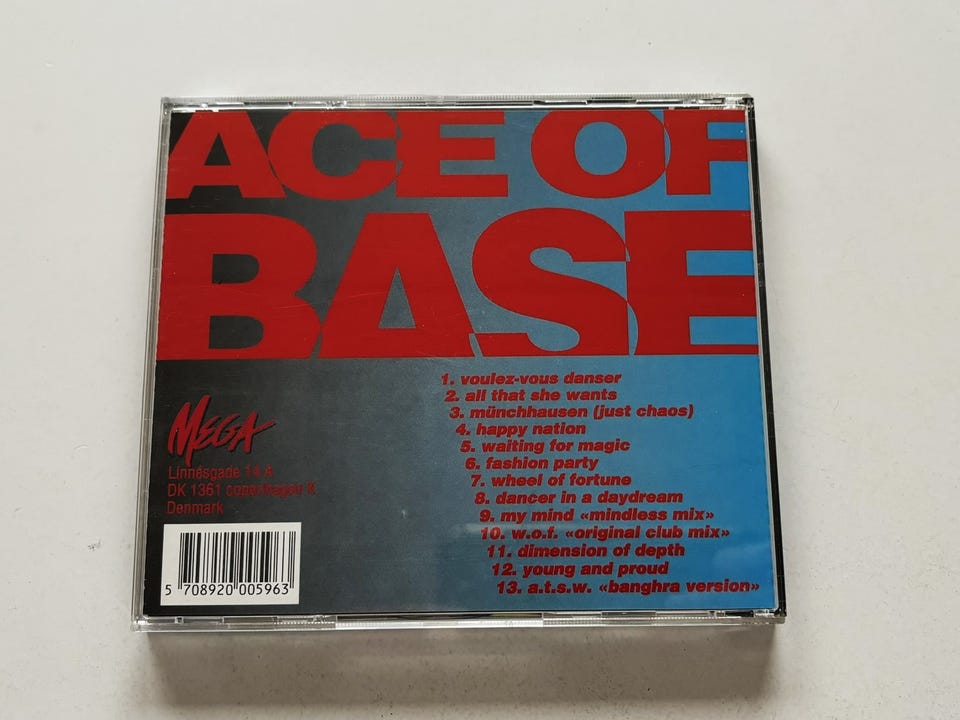 ACE OF
BASE
1. voulez-vous danser
2. all that she wants
3. münchhausen (just chaos)
4. happy nation
5. waiting for magic
6. fashion party
7. wheel of fortune
8. dancer in a daydream
9. my mind «mindless mix»
10. w.o.f. «original club mix»
11. dimension of depth
12. young and proud
13. a.t.s.w. «banghra version»
MEGA
Linnésgade 14 A
DK 1361 copenhagen K
Denmark
5 708920 005963